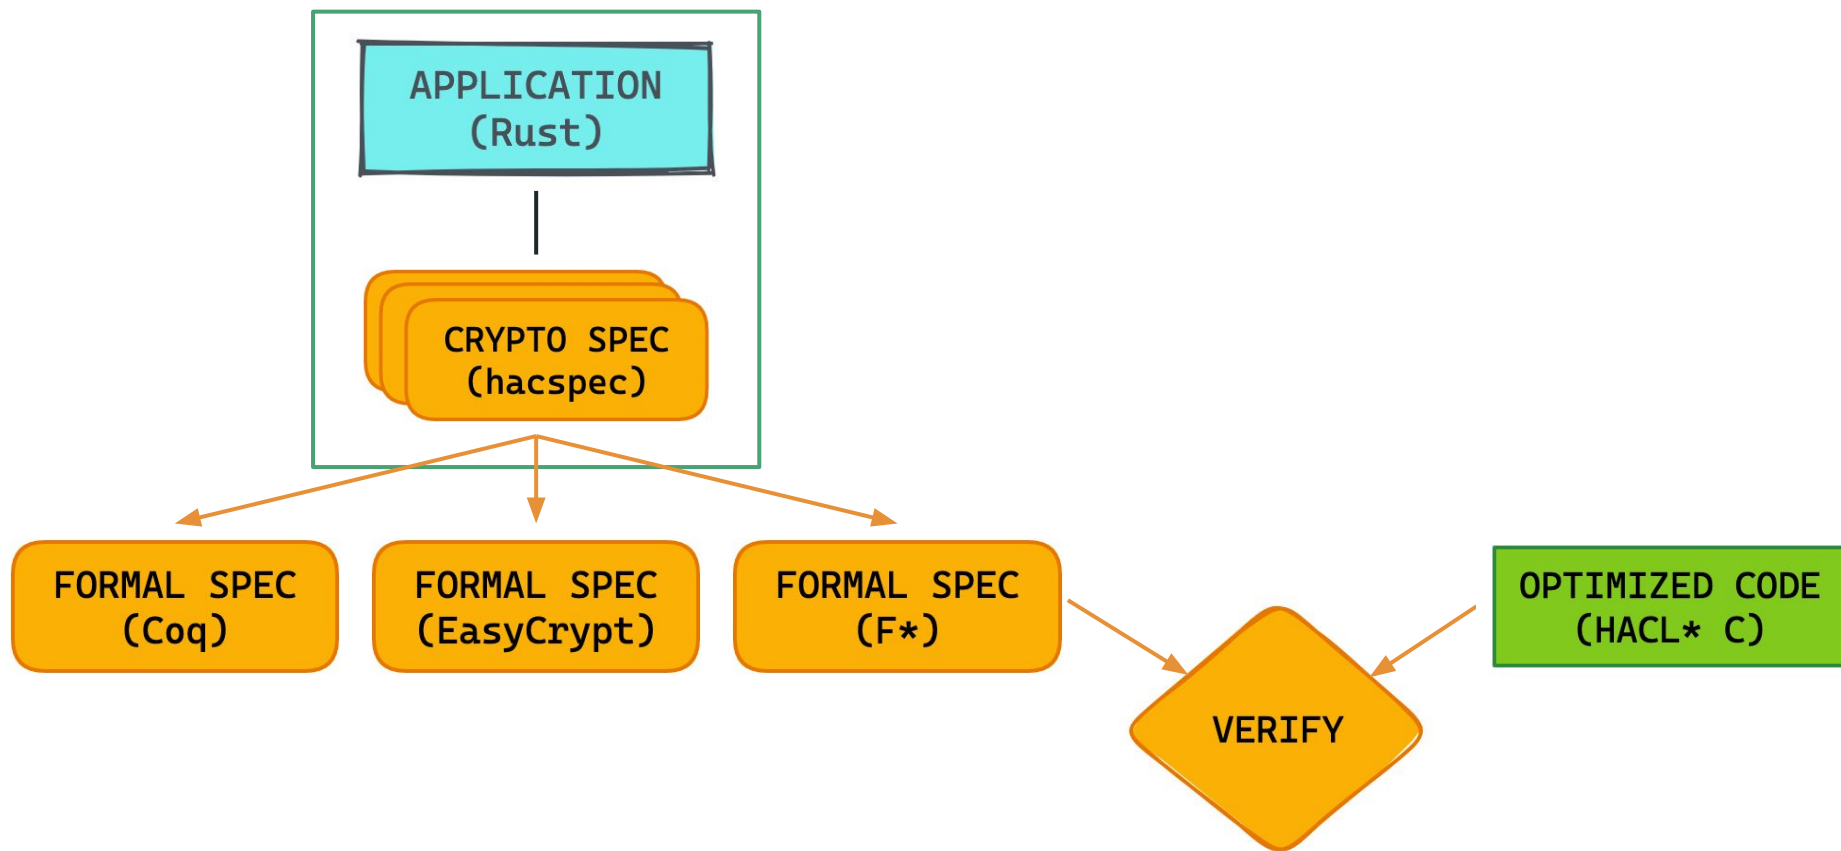 APPLICATION
(Rust)
CRYPTO SPEC
(hacspec)
FORMAL SPEC
(Coq)
FORMAL SPEC
(EasyCrypt)
FORMAL SPEC
(F*)
OPTIMIZED CODE
(HACL* C)
VERIFY